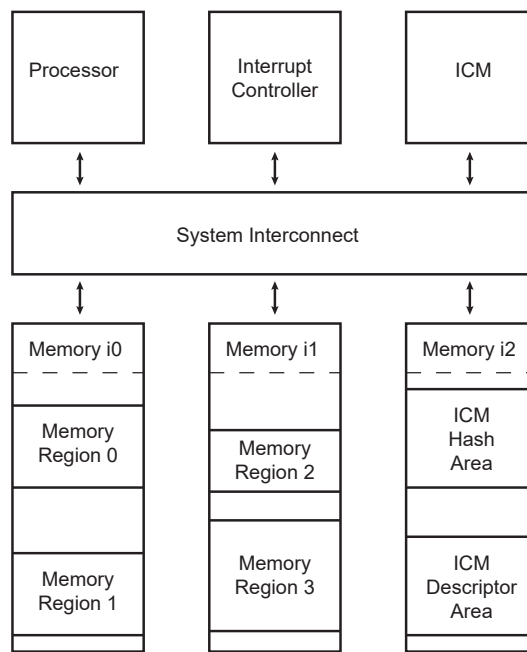 Processor
Interrupt
Controller
ICM
System Interconnect
Memory i0
Memory i1
Memory i2
Memory
Region 0
Memory
Region 2
ICM
Hash
Area
Memory
Region 1
Memory
Region 3
ICM
Descriptor
Area